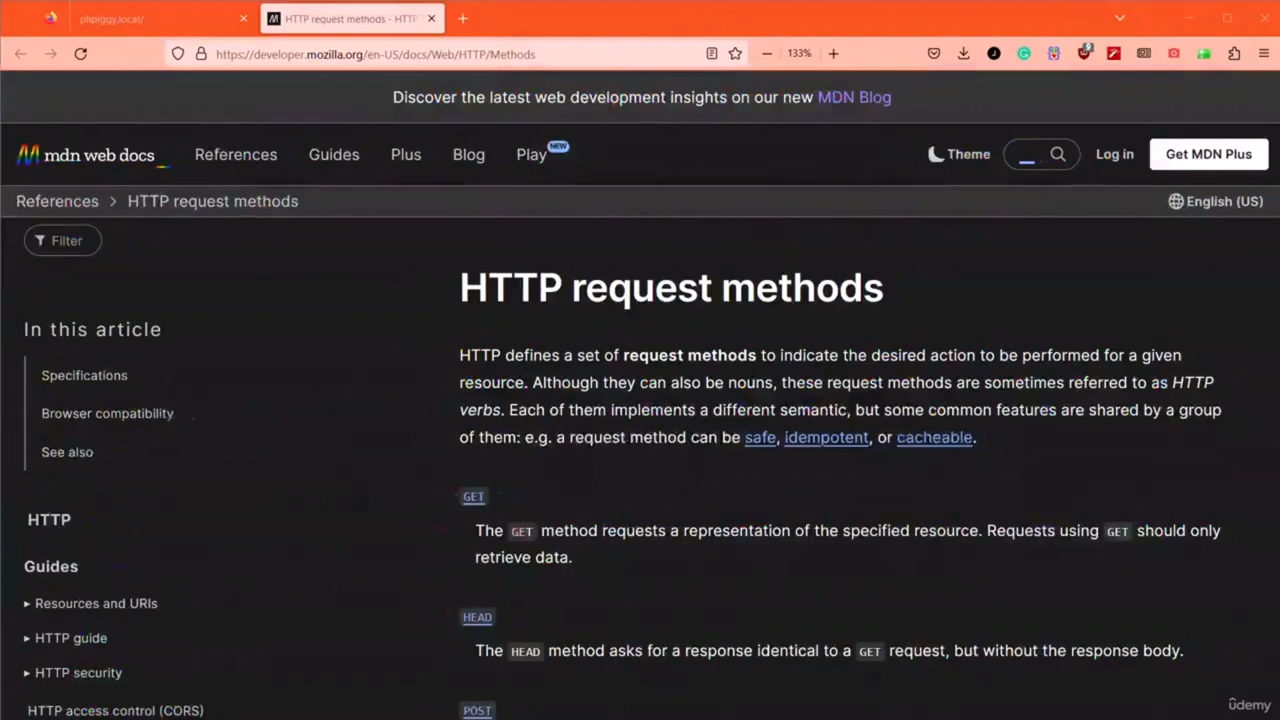 phpiggy.local/
HTTP request methods - HTTP
https://developer.mozilla.org/en-US/docs/Web/HTTP/Methods
133%
Discover the latest web development insights on our new MDN Blog
mdn web docs
References
Guides
Plus
Blog
Play
NEW
Theme
Log in
Get MDN Plus
References
HTTP request methods
English (US)
Filter
HTTP request methods
In this article
Specifications
Browser compatibility
See also
HTTP defines a set of request methods to indicate the desired action to be performed for a given
resource. Although they can also be nouns, these request methods are sometimes referred to as HTTP
verbs. Each of them implements a different semantic, but some common features are shared by a group
of them: e.g. a request method can be safe, idempotent, or cacheable.
GET
The GET method requests a representation of the specified resource. Requests using GET should only
retrieve data.
HEAD
The HEAD method asks for a response identical to a GET request, but without the response body.
POST
HTTP
Guides
Resources and URIs
HTTP guide
HTTP security
HTTP access control (CORS)
ûdemy